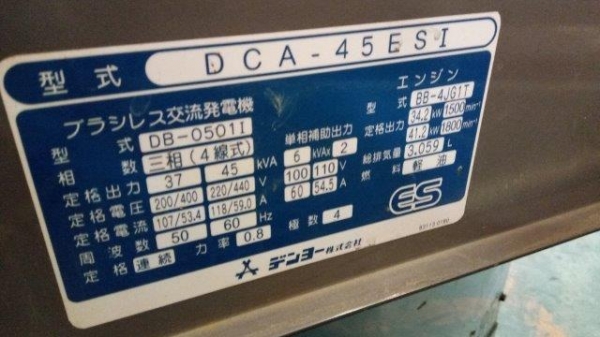 型式 DCA-45ESI
ブラシレス交流発電機
型式 DB-0501I
相数 三相(4線式)
定格出力 37 45 kVA
定格電圧 200/400 220/440 V
定格電流 107/53.4 118/59.0 A
周波数 50 60 Hz
定格 連続 力率 0.8
単相補助出力
6 kVAx 2
100 110 V
60 54.5 A
極数 4
エンジン
型式 BB-4JG1T
定格出力 34.2 kW 1500 min⁻¹
41.2 kW 1800 min⁻¹
総排気量 3.059 L
燃料 軽油
ES
デンヨー株式会社